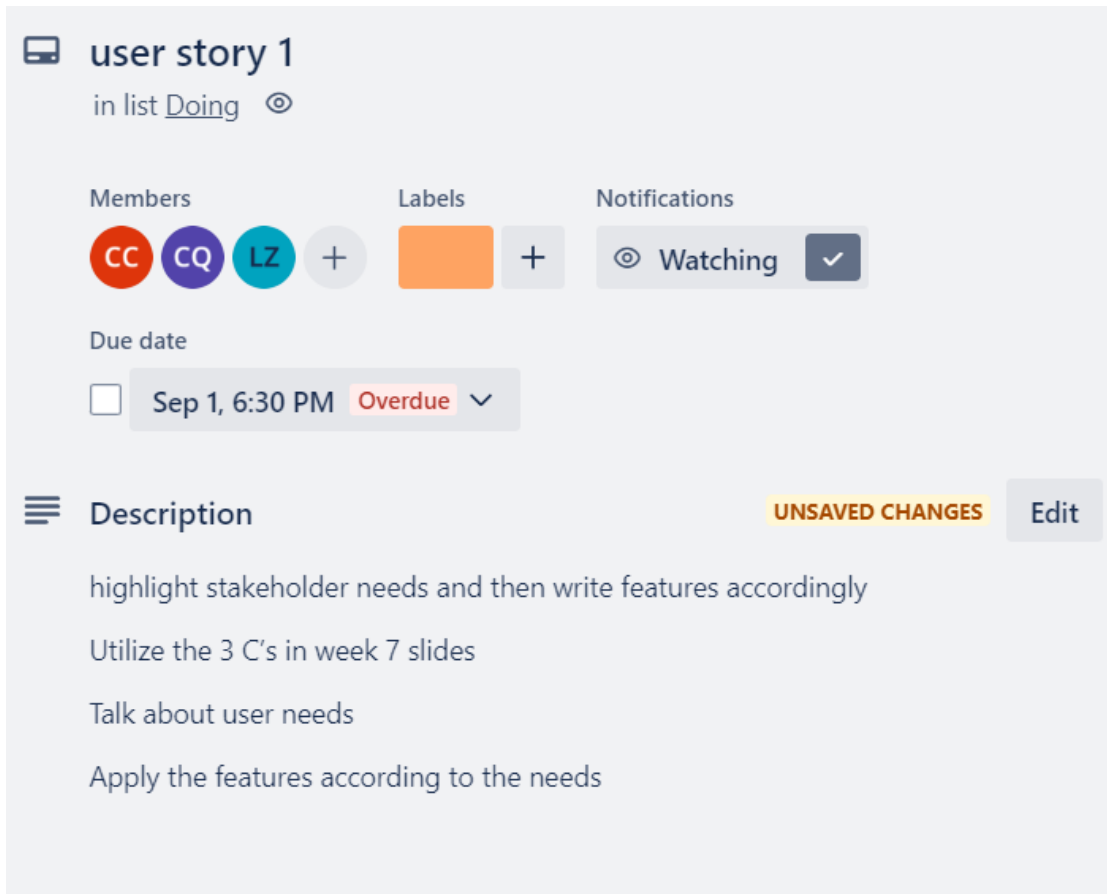 user story 1
in list Doing
Members
Labels
Notifications
CC CQ LZ + + Watching
Due date
Sep 1, 6:30 PM Overdue
Description UNSAVED CHANGES Edit
highlight stakeholder needs and then write features accordingly
Utilize the 3 C’s in week 7 slides
Talk about user needs
Apply the features according to the needs